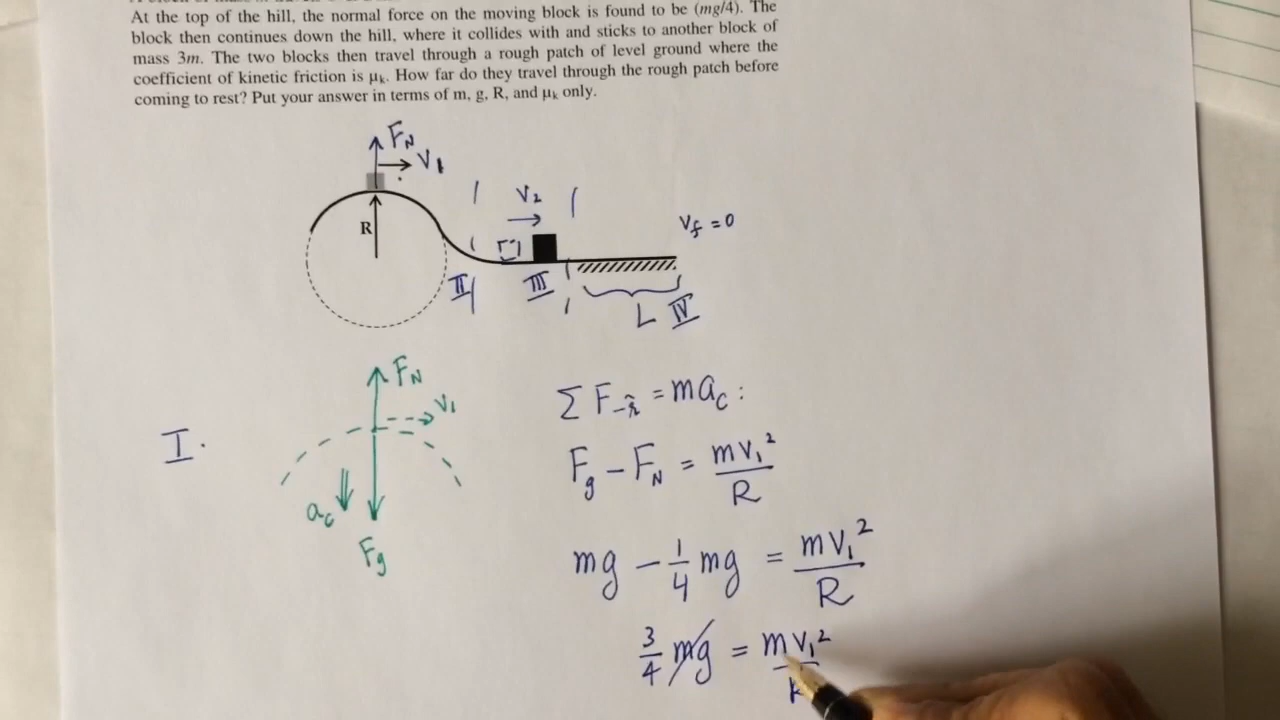 At the top of the hill, the normal force on the moving block is found to be (mg/4). The
block then continues down the hill, where it collides with and sticks to another block of
mass 3m. The two blocks then travel through a rough patch of level ground where the
coefficient of kinetic friction is μk. How far do they travel through the rough patch before
coming to rest? Put your answer in terms of m, g, R, and μk only.
FN
V1
V2
Vf = 0
R
II
III
L IV
I.
FN
V1
ac
Fg
Σ F-r̂ = mac :
Fg - FN = mv1²/R
mg - 1/4 mg = mv1²/R
3/4 mg = mv1²/R